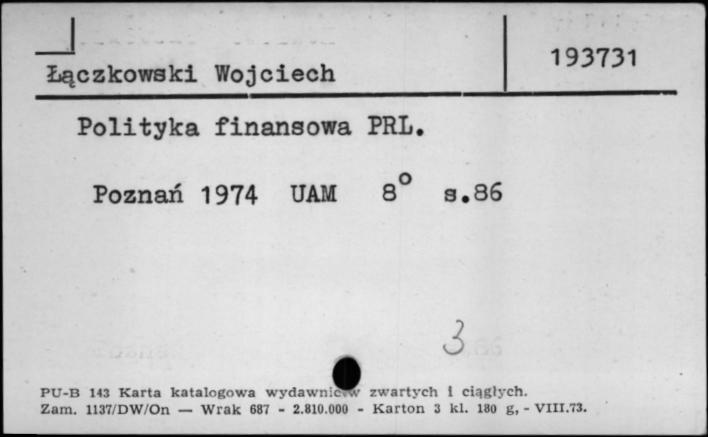 193731
Łączkowski Wojciech
Polityka finansowa PRL.
Poznań 1974 UAM 8° s.86
3
PU-B 143 Karta katalogowa wydawnictw zwartych i ciągłych.
Zam. 1137/DW/On — Wrak 687 - 2.810.000 - Karton 3 kl. 180 g, - VIII.73.